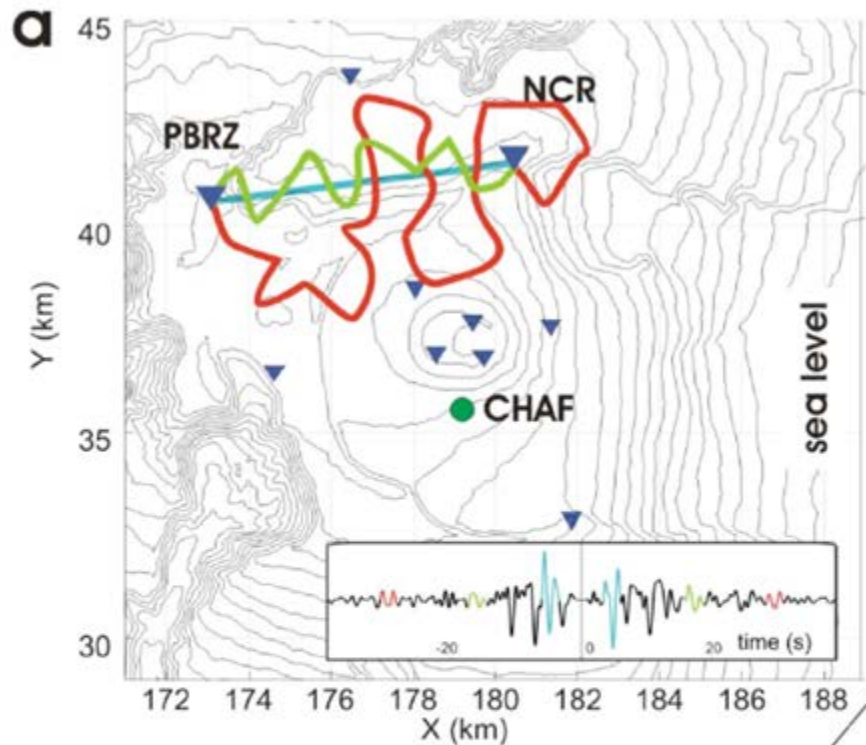 a
45
NCR
PBRZ
40
Y (km)
sea level
CHAF
35
-20 0 20 time (s)
30
172 174 176 178 180 182 184 186 188
X (km)